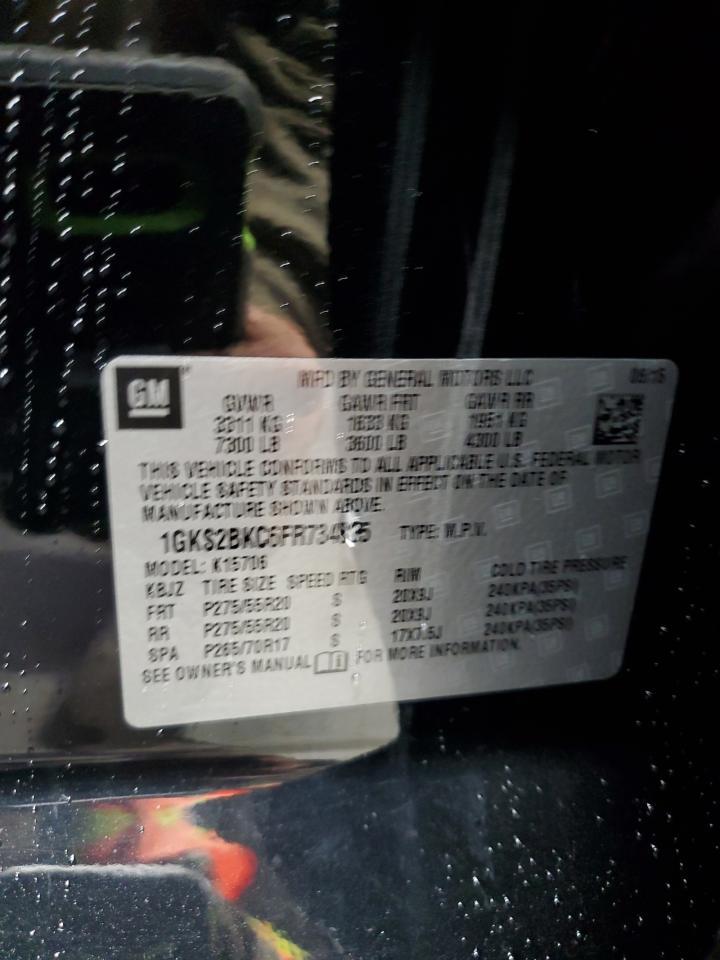 GM
MFD BY GENERAL MOTORS LLC
GVWR GAWR FRT GAWR RR
3311 KG 1633 KG 1951 KG
7300 LB 3600 LB 4300 LB
THIS VEHICLE CONFORMS TO ALL APPLICABLE U.S. FEDERAL MOTOR
VEHICLE SAFETY STANDARDS IN EFFECT ON THE DATE OF
MANUFACTURE SHOWN ABOVE.
TYPE: M.P.V.
MODEL: K15706
KBJZ TIRE SIZE SPEED RTG RIM COLD TIRE PRESSURE
FRT P275/55R20 S 20X9J 240KPA(35PSI)
RR P275/55R20 S 20X9J 240KPA(35PSI)
SPA P265/70R17 S 17X7.5J 240KPA(35PSI)
SEE OWNER'S MANUAL FOR MORE INFORMATION.